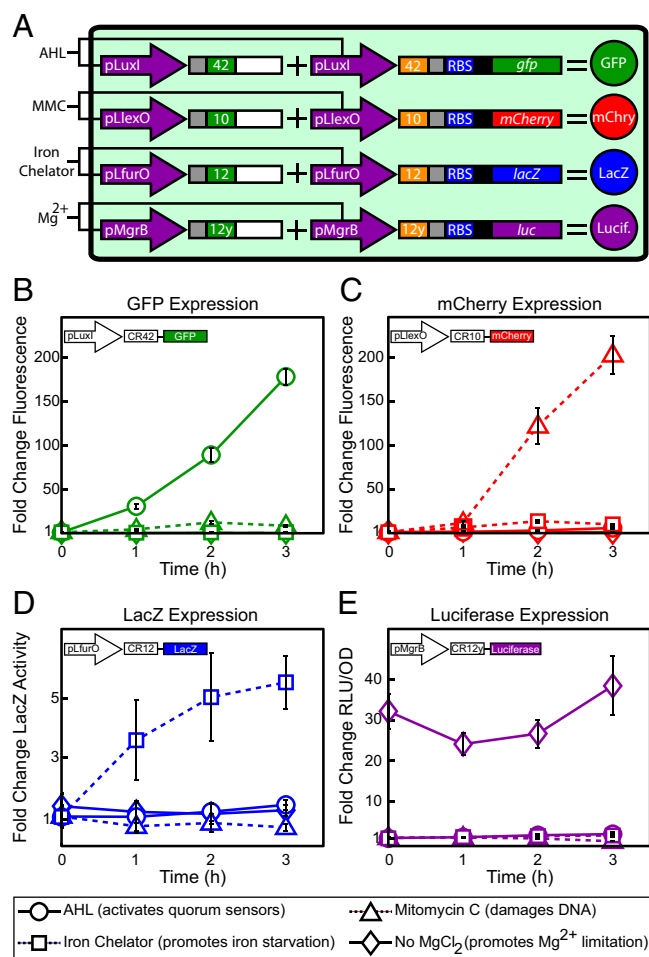 A
AHL
pLuxI 42 + pLuxI 42 RBS gfp = GFP
MMC
pLlexO 10 + pLlexO 10 RBS mCherry = mChry
Iron
Chelator
pLfurO 12 + pLfurO 12 RBS lacZ = LacZ
Mg2+
pMgrB 12y + pMgrB 12y RBS luc = Lucif.
B
GFP Expression
pLuxI CR42 GFP
Fold Change Fluorescence
200
150
100
50
1
0 1 2 3
Time (h)
C
mCherry Expression
pLlexO CR10 mCherry
Fold Change Fluorescence
200
150
100
50
1
0 1 2 3
Time (h)
D
LacZ Expression
pLfurO CR12 LacZ
Fold Change LacZ Activity
5
3
1
0 1 2 3
Time (h)
E
Luciferase Expression
pMgrB CR12y Luciferase
Fold Change RLU/OD
40
30
20
10
1
0 1 2 3
Time (h)
AHL (activates quorum sensors)
Mitomycin C (damages DNA)
Iron Chelator (promotes iron starvation)
No MgCl2 (promotes Mg2+ limitation)